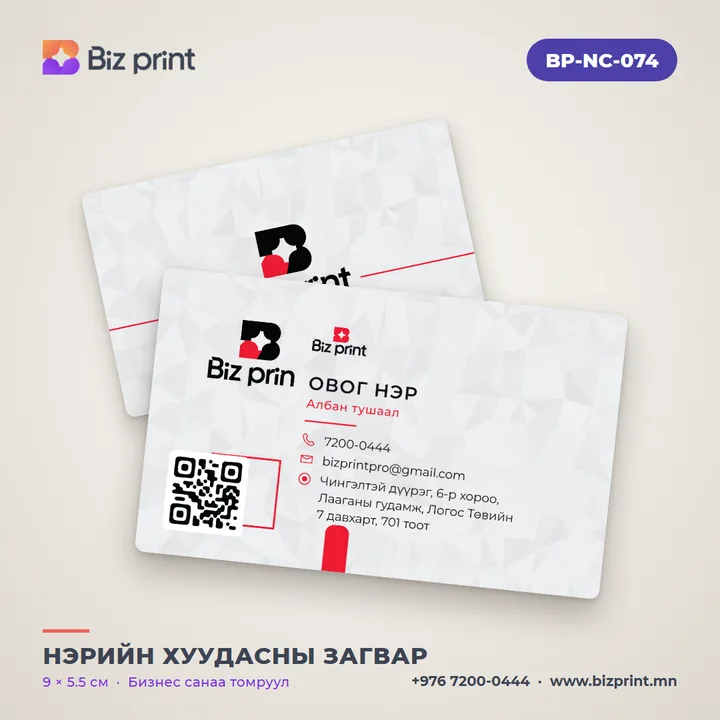 Biz print
BP-NC-074
Biz prin
Biz print
ОВОГ НЭР
Албан тушаал
7200-0444
bizprintpro@gmail.com
Чингэлтэй дүүрэг, 6-р хороо,
Лааганы гудамж, Логос Төвийн
7 давхарт, 701 тоот
НЭРИЙН ХУУДАСНЫ ЗАГВАР
9 × 5.5 см · Бизнес санаа томруул
+976 7200-0444 · www.bizprint.mn